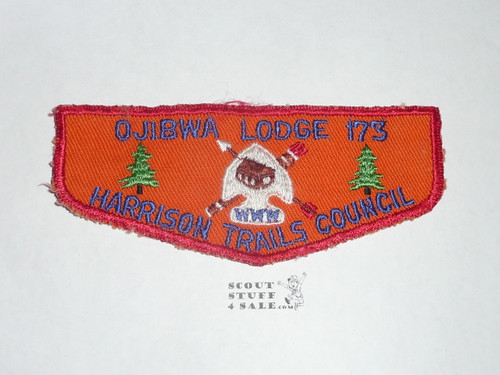 OJIBWA LODGE 173
WWW
HARRISON TRAILS COUNCIL
SCOUT
STUFF
4 SALE.COM